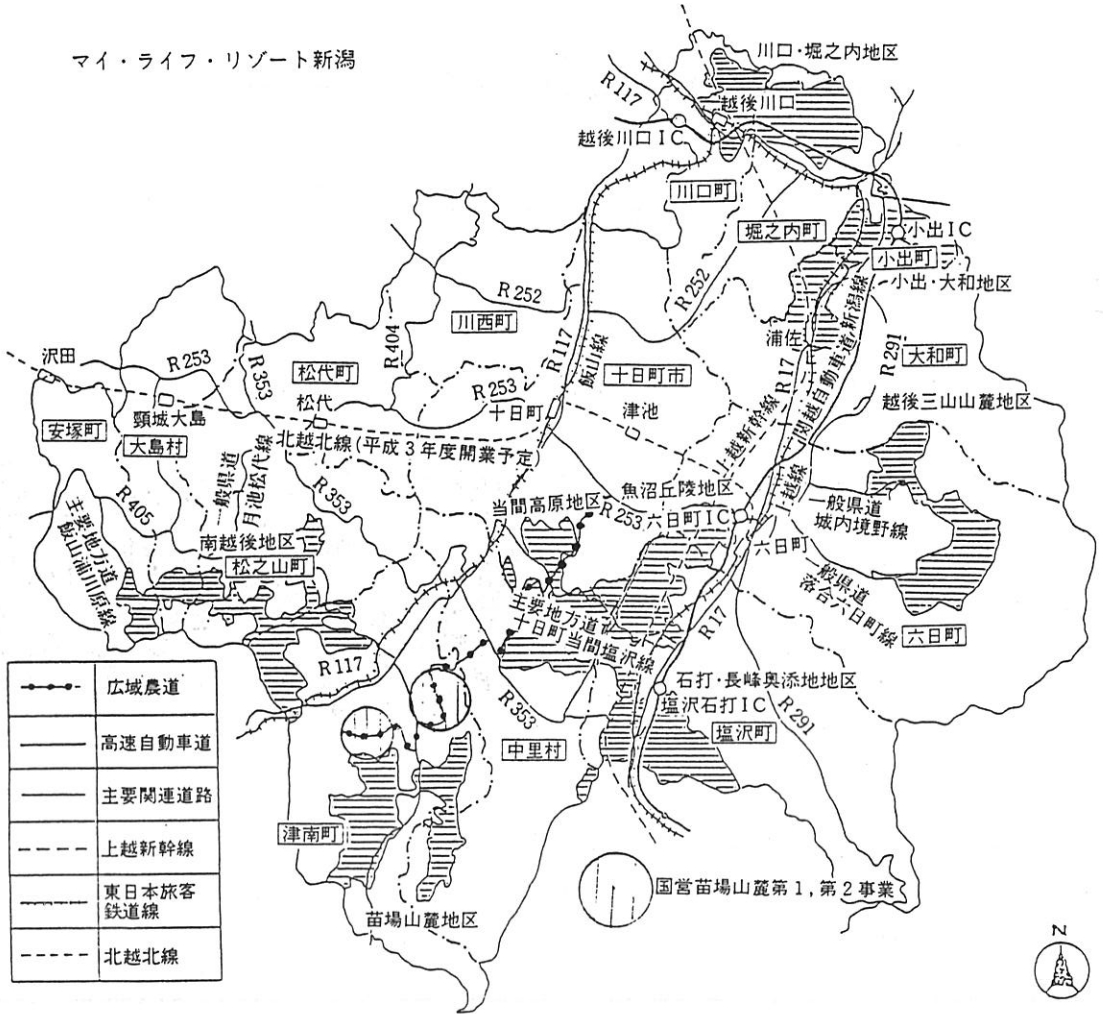 マイ・ライフ・リゾート新潟
川口・堀之内地区
R117
越後川口
越後川口IC
川口町
堀之内町
小出IC
小出町
小出・大和地区
R252
R252
川西町
R404
R117
飯山線
浦佐
R17
関越自動車道新潟線
R291
大和町
沢田
R253
R353
松代町
松代
R253
十日町
十日町市
津池
上越新幹線
上越線
越後三山山麓地区
安塚町
頸城大島
大島村
北越北線(平成3年度開業予定)
一般県道
月池松代線
R353
R405
主要地方道
飯山浦川原線
南越後地区
松之山町
当間高原地区
魚沼丘陵地区
R253
六日町IC
六日町
一般県道
城内境野線
一般県道
落合六日町線
六日町
主要地方道
十日町当間塩沢線
R17
R117
R353
石打・長峰奥添地地区
塩沢石打IC
塩沢町
R291
中里村
津南町
苗場山麓地区
国営苗場山麓第1,第2事業
広域農道
高速自動車道
主要関連道路
上越新幹線
東日本旅客
鉄道線
北越北線
N